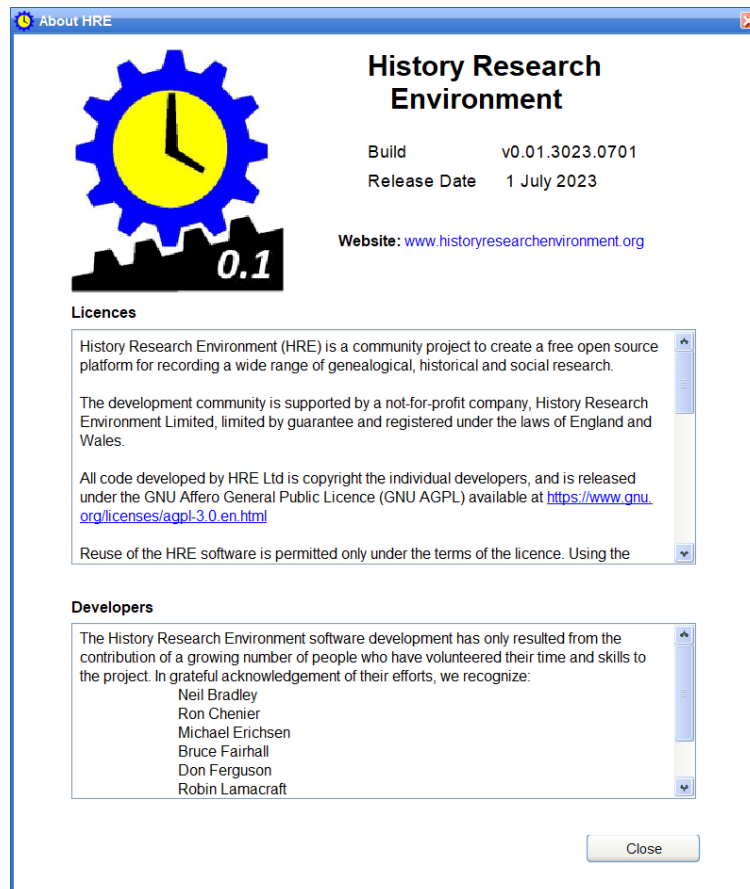 About HRE
History Research
Environment
Build v0.01.3023.0701
Release Date 1 July 2023
Website: www.historyresearchenvironment.org
0.1
Licences
History Research Environment (HRE) is a community project to create a free open source
platform for recording a wide range of genealogical, historical and social research.
The development community is supported by a not-for-profit company, History Research
Environment Limited, limited by guarantee and registered under the laws of England and
Wales.
All code developed by HRE Ltd is copyright the individual developers, and is released
under the GNU Affero General Public Licence (GNU AGPL) available at https://www.gnu.
org/licenses/agpl-3.0.en.html
Reuse of the HRE software is permitted only under the terms of the licence. Using the
Developers
The History Research Environment software development has only resulted from the
contribution of a growing number of people who have volunteered their time and skills to
the project. In grateful acknowledgement of their efforts, we recognize:
Neil Bradley
Ron Chenier
Michael Erichsen
Bruce Fairhall
Don Ferguson
Robin Lamacraft
Close